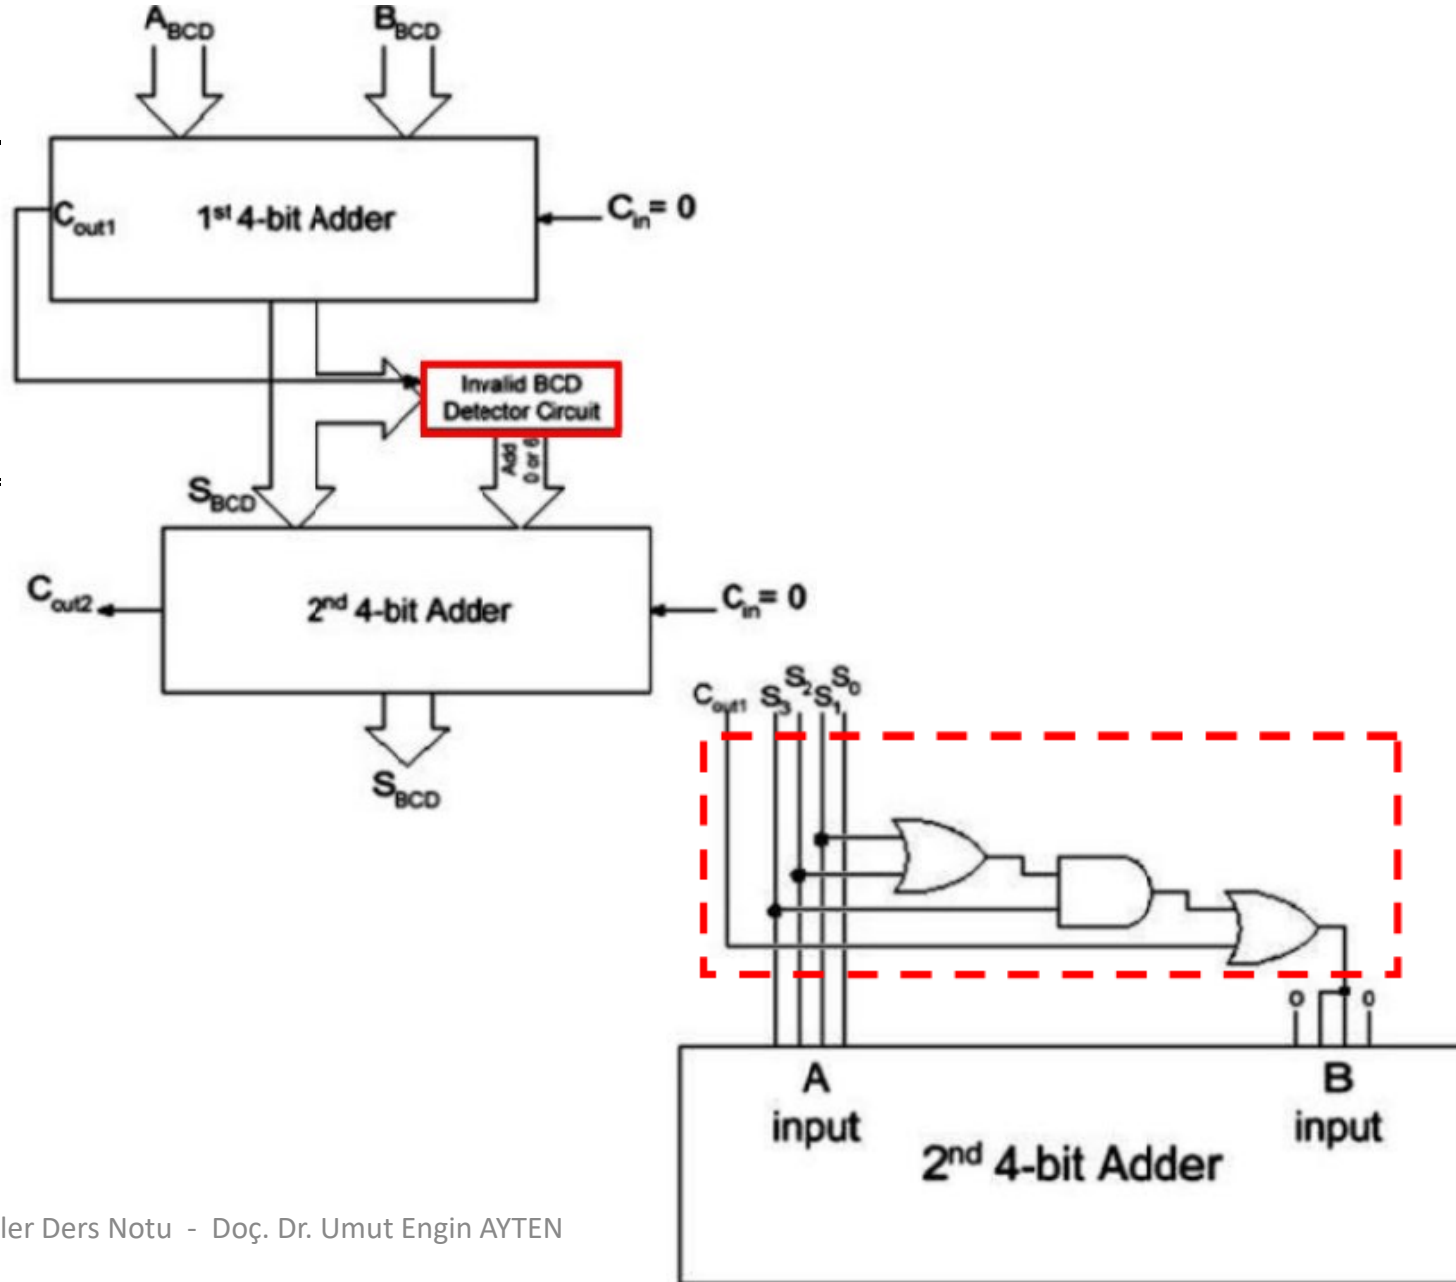 A_BCD B_BCD
C_out1 1st 4-bit Adder C_in= 0
Invalid BCD
Detector Circuit
Add
0 or 6
S_BCD
C_out2 2nd 4-bit Adder C_in= 0
S_BCD
C_out1 S_3 S_2 S_1 S_0
0 0
A B
input input
2nd 4-bit Adder
ler Ders Notu - Doç. Dr. Umut Engin AYTEN